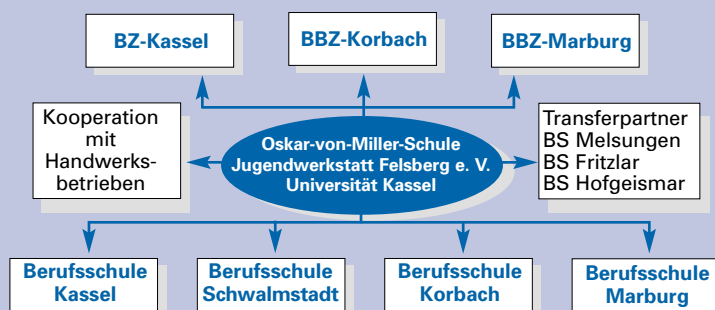 BZ-Kassel
BBZ-Korbach
BBZ-Marburg
Kooperation
mit
Handwerks-
betrieben
Oskar-von-Miller-Schule
Jugendwerkstatt Felsberg e. V.
Universität Kassel
Transferpartner
BS Melsungen
BS Fritzlar
BS Hofgeismar
Berufsschule
Kassel
Berufsschule
Schwalmstadt
Berufsschule
Korbach
Berufsschule
Marburg